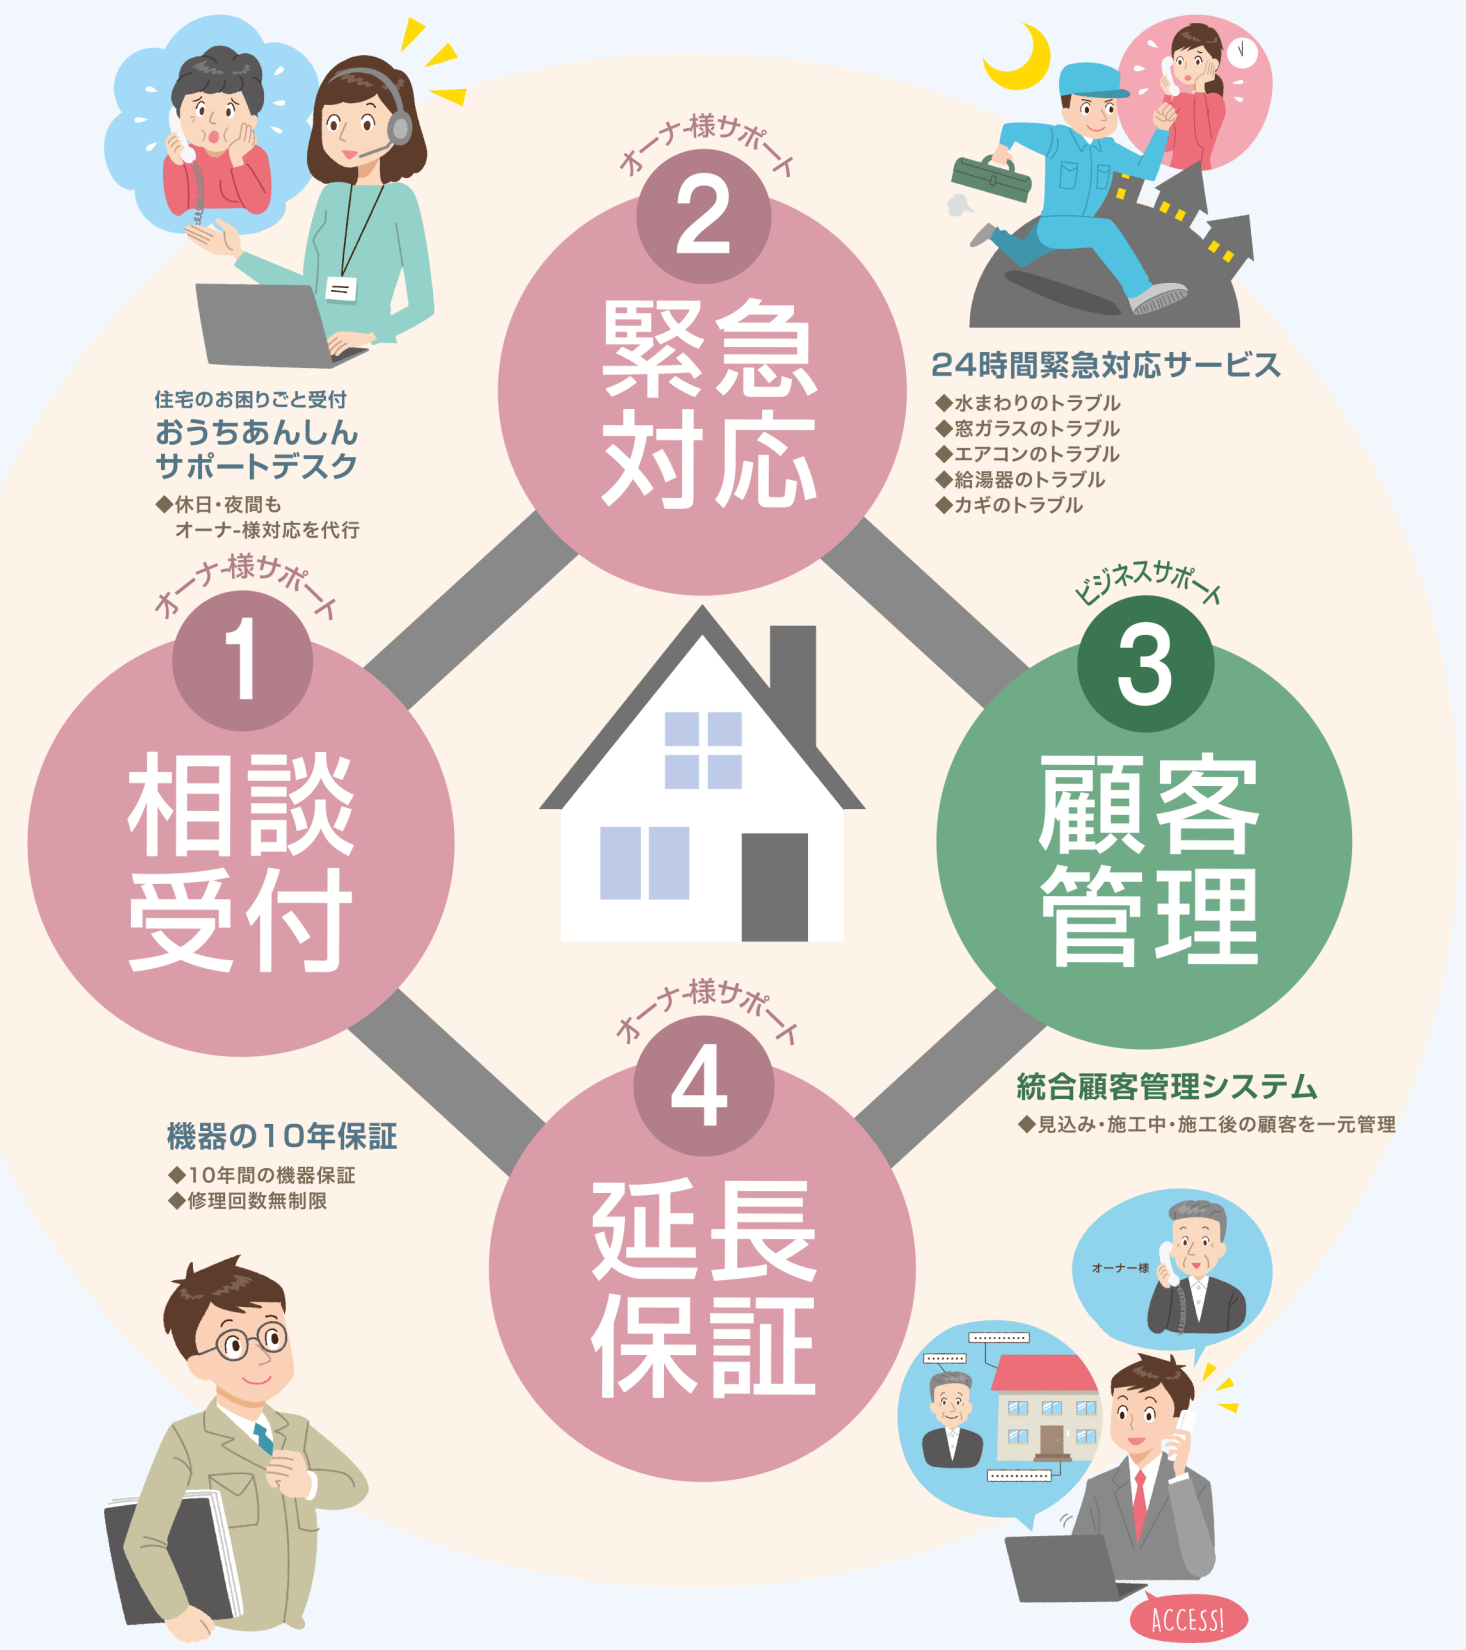 住宅のお困りごと受付
おうちあんしん
サポートデスク
◆休日・夜間も
オーナー様対応を代行
オーナー様サポート
1
相談
受付
オーナー様サポート
2
緊急
対応
24時間緊急対応サービス
◆水まわりのトラブル
◆窓ガラスのトラブル
◆エアコンのトラブル
◆給湯器のトラブル
◆カギのトラブル
ビジネスサポート
3
顧客
管理
統合顧客管理システム
◆見込み・施工中・施工後の顧客を一元管理
オーナー様サポート
4
延長
保証
機器の10年保証
◆10年間の機器保証
◆修理回数無制限
オーナー様
ACCESS!